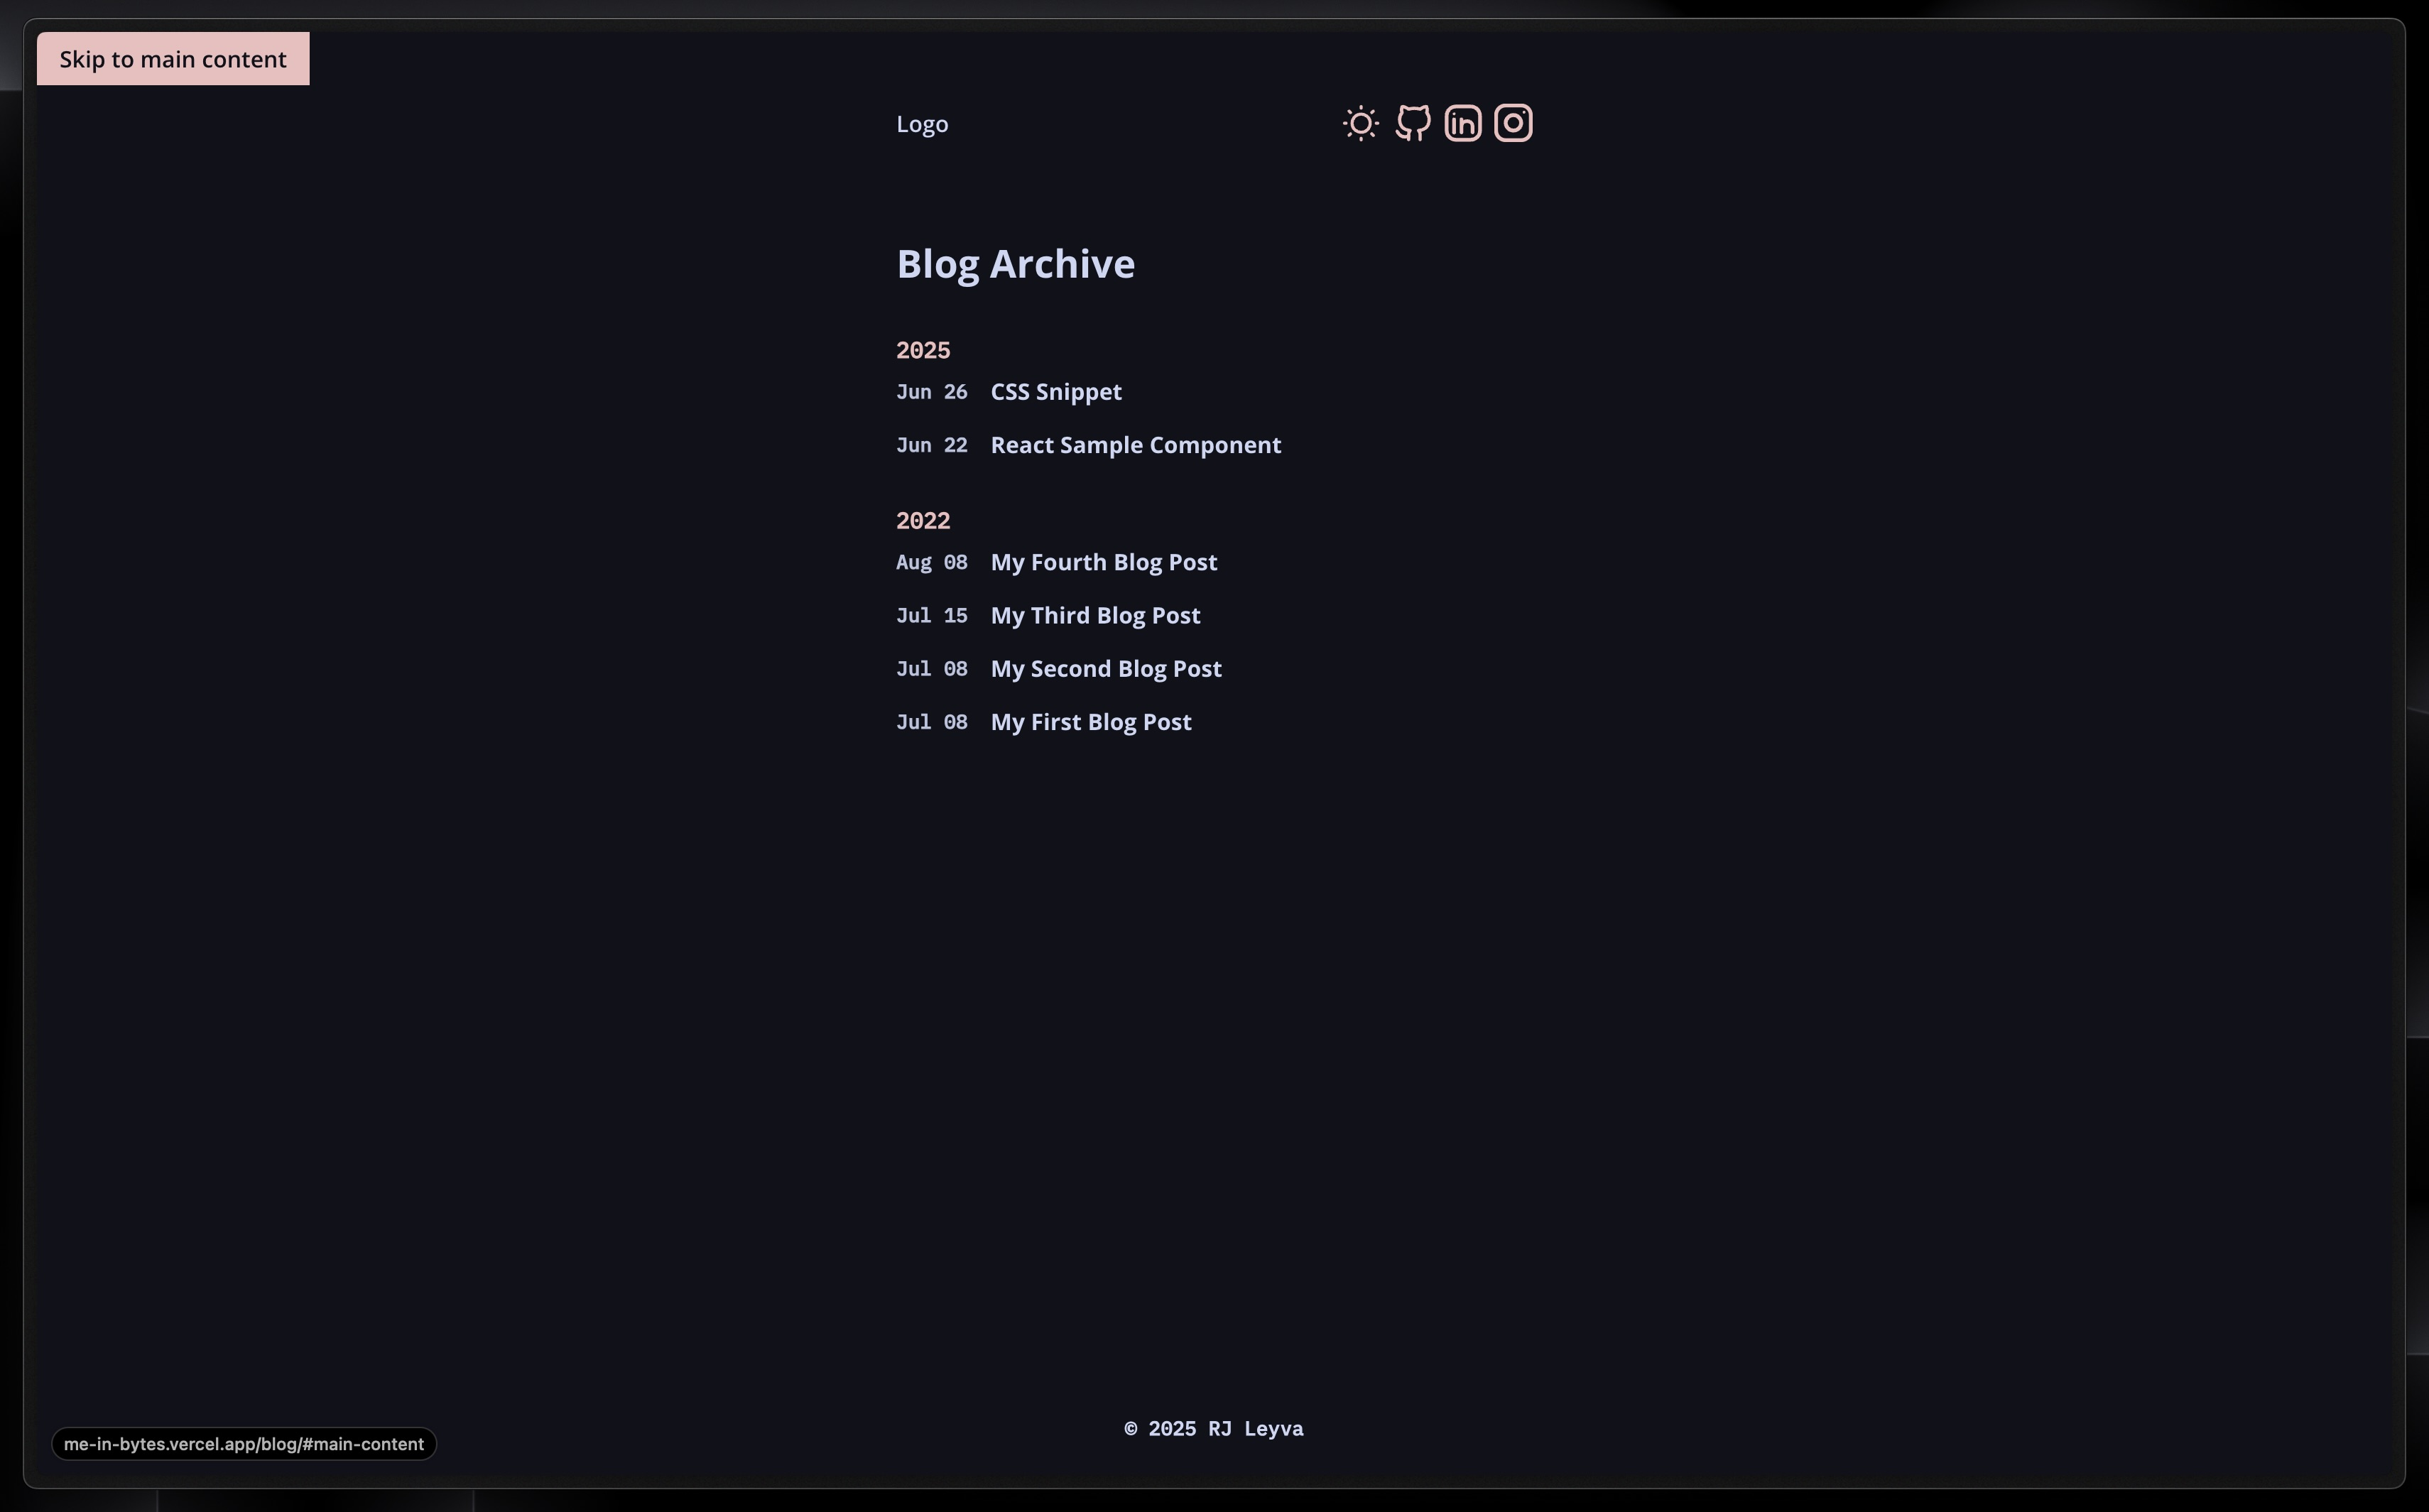 Skip to main content
Logo
Blog Archive
2025
Jun 26 CSS Snippet
Jun 22 React Sample Component
2022
Aug 08 My Fourth Blog Post
Jul 15 My Third Blog Post
Jul 08 My Second Blog Post
Jul 08 My First Blog Post
© 2025 RJ Leyva
me-in-bytes.vercel.app/blog/#main-content